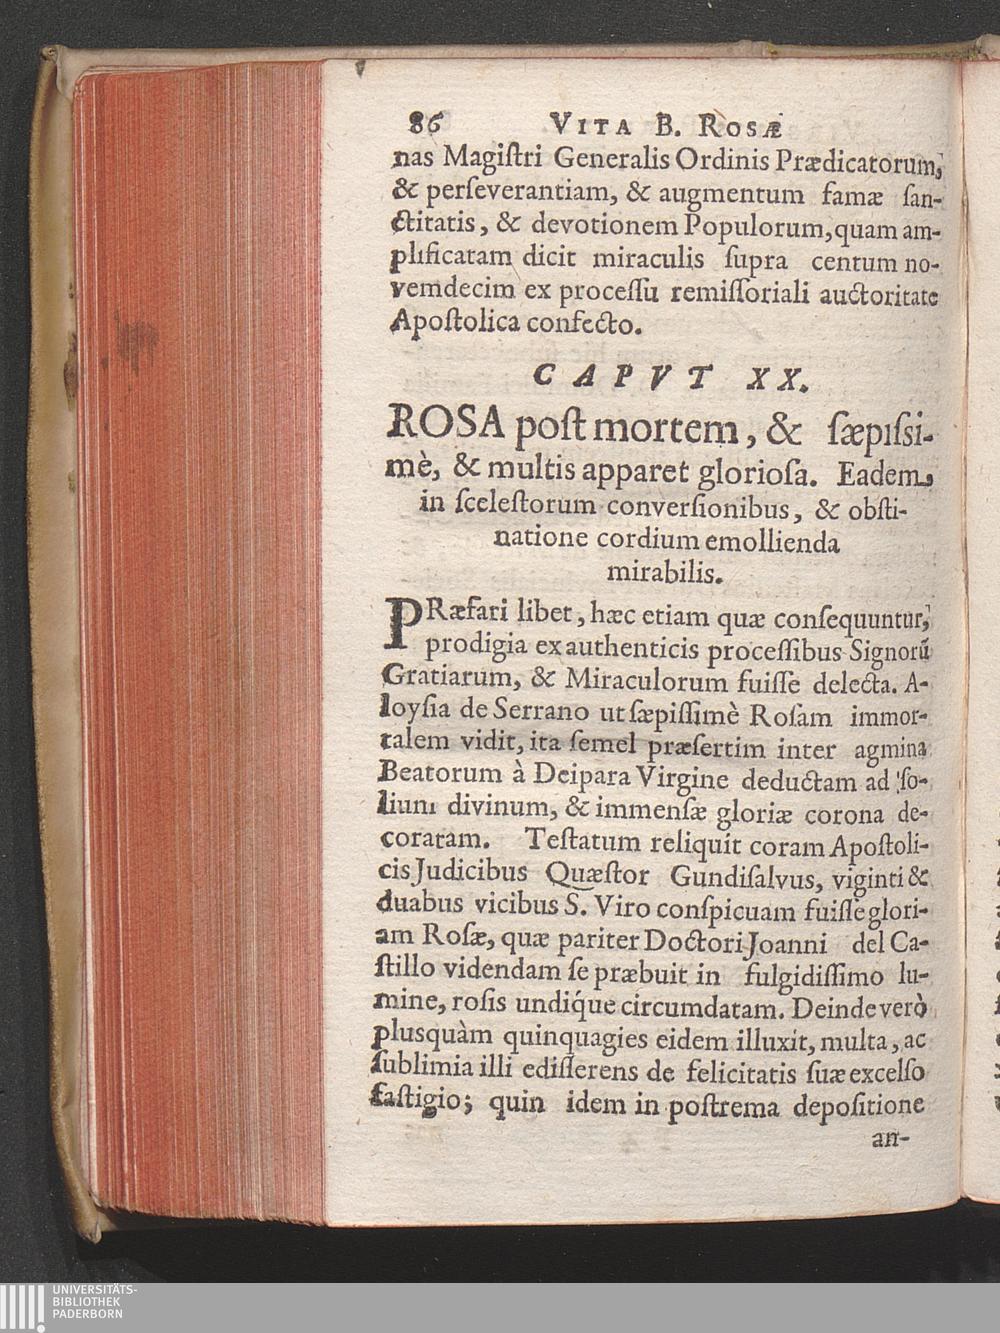 86 VITA B. ROSÆ
nas Magiſtri Generalis Ordinis Prædicatorum,
& perſeverantiam, & augmentum famæ ſan-
ctitatis, & devotionem Populorum, quam am-
plificatam dicit miraculis ſupra centum no-
vemdecim ex proceſſu remiſſoriali auctoritate
Apoſtolica confecto.
CAPVT XX.
ROSA poſt mortem, & ſæpiſsi-
mè, & multis apparet glorioſa. Eadem,
in ſceleſtorum converſionibus, & obſti-
natione cordium emollienda
mirabilis.
PRæfari libet, hæc etiam quæ conſequuntur,
prodigia ex authenticis proceſſibus Signorū
Gratiarum, & Miraculorum fuiſſe delecta. A-
loyſia de Serrano ut ſæpiſſimè Roſam immor-
talem vidit, ita ſemel præſertim inter agmina
Beatorum à Deipara Virgine deductam ad ſo-
lium divinum, & immenſæ gloriæ corona de-
coratam. Teſtatum reliquit coram Apoſtoli-
cis Judicibus Quæſtor Gundiſalvus, viginti &
duabus vicibus S. Viro conſpicuam fuiſſe glori-
am Roſæ, quæ pariter Doctori Joanni del Ca-
ſtillo videndam ſe præbuit in fulgidiſſimo lu-
mine, roſis undíque circumdatam. Deinde verò
plusquàm quinquagies eidem illuxit, multa, ac
ſublimia illi ediſſerens de felicitatis ſuæ excelſo
faſtigio; quin idem in poſtrema depoſitione
an-
UNIVERSITÄTS-
BIBLIOTHEK
PADERBORN